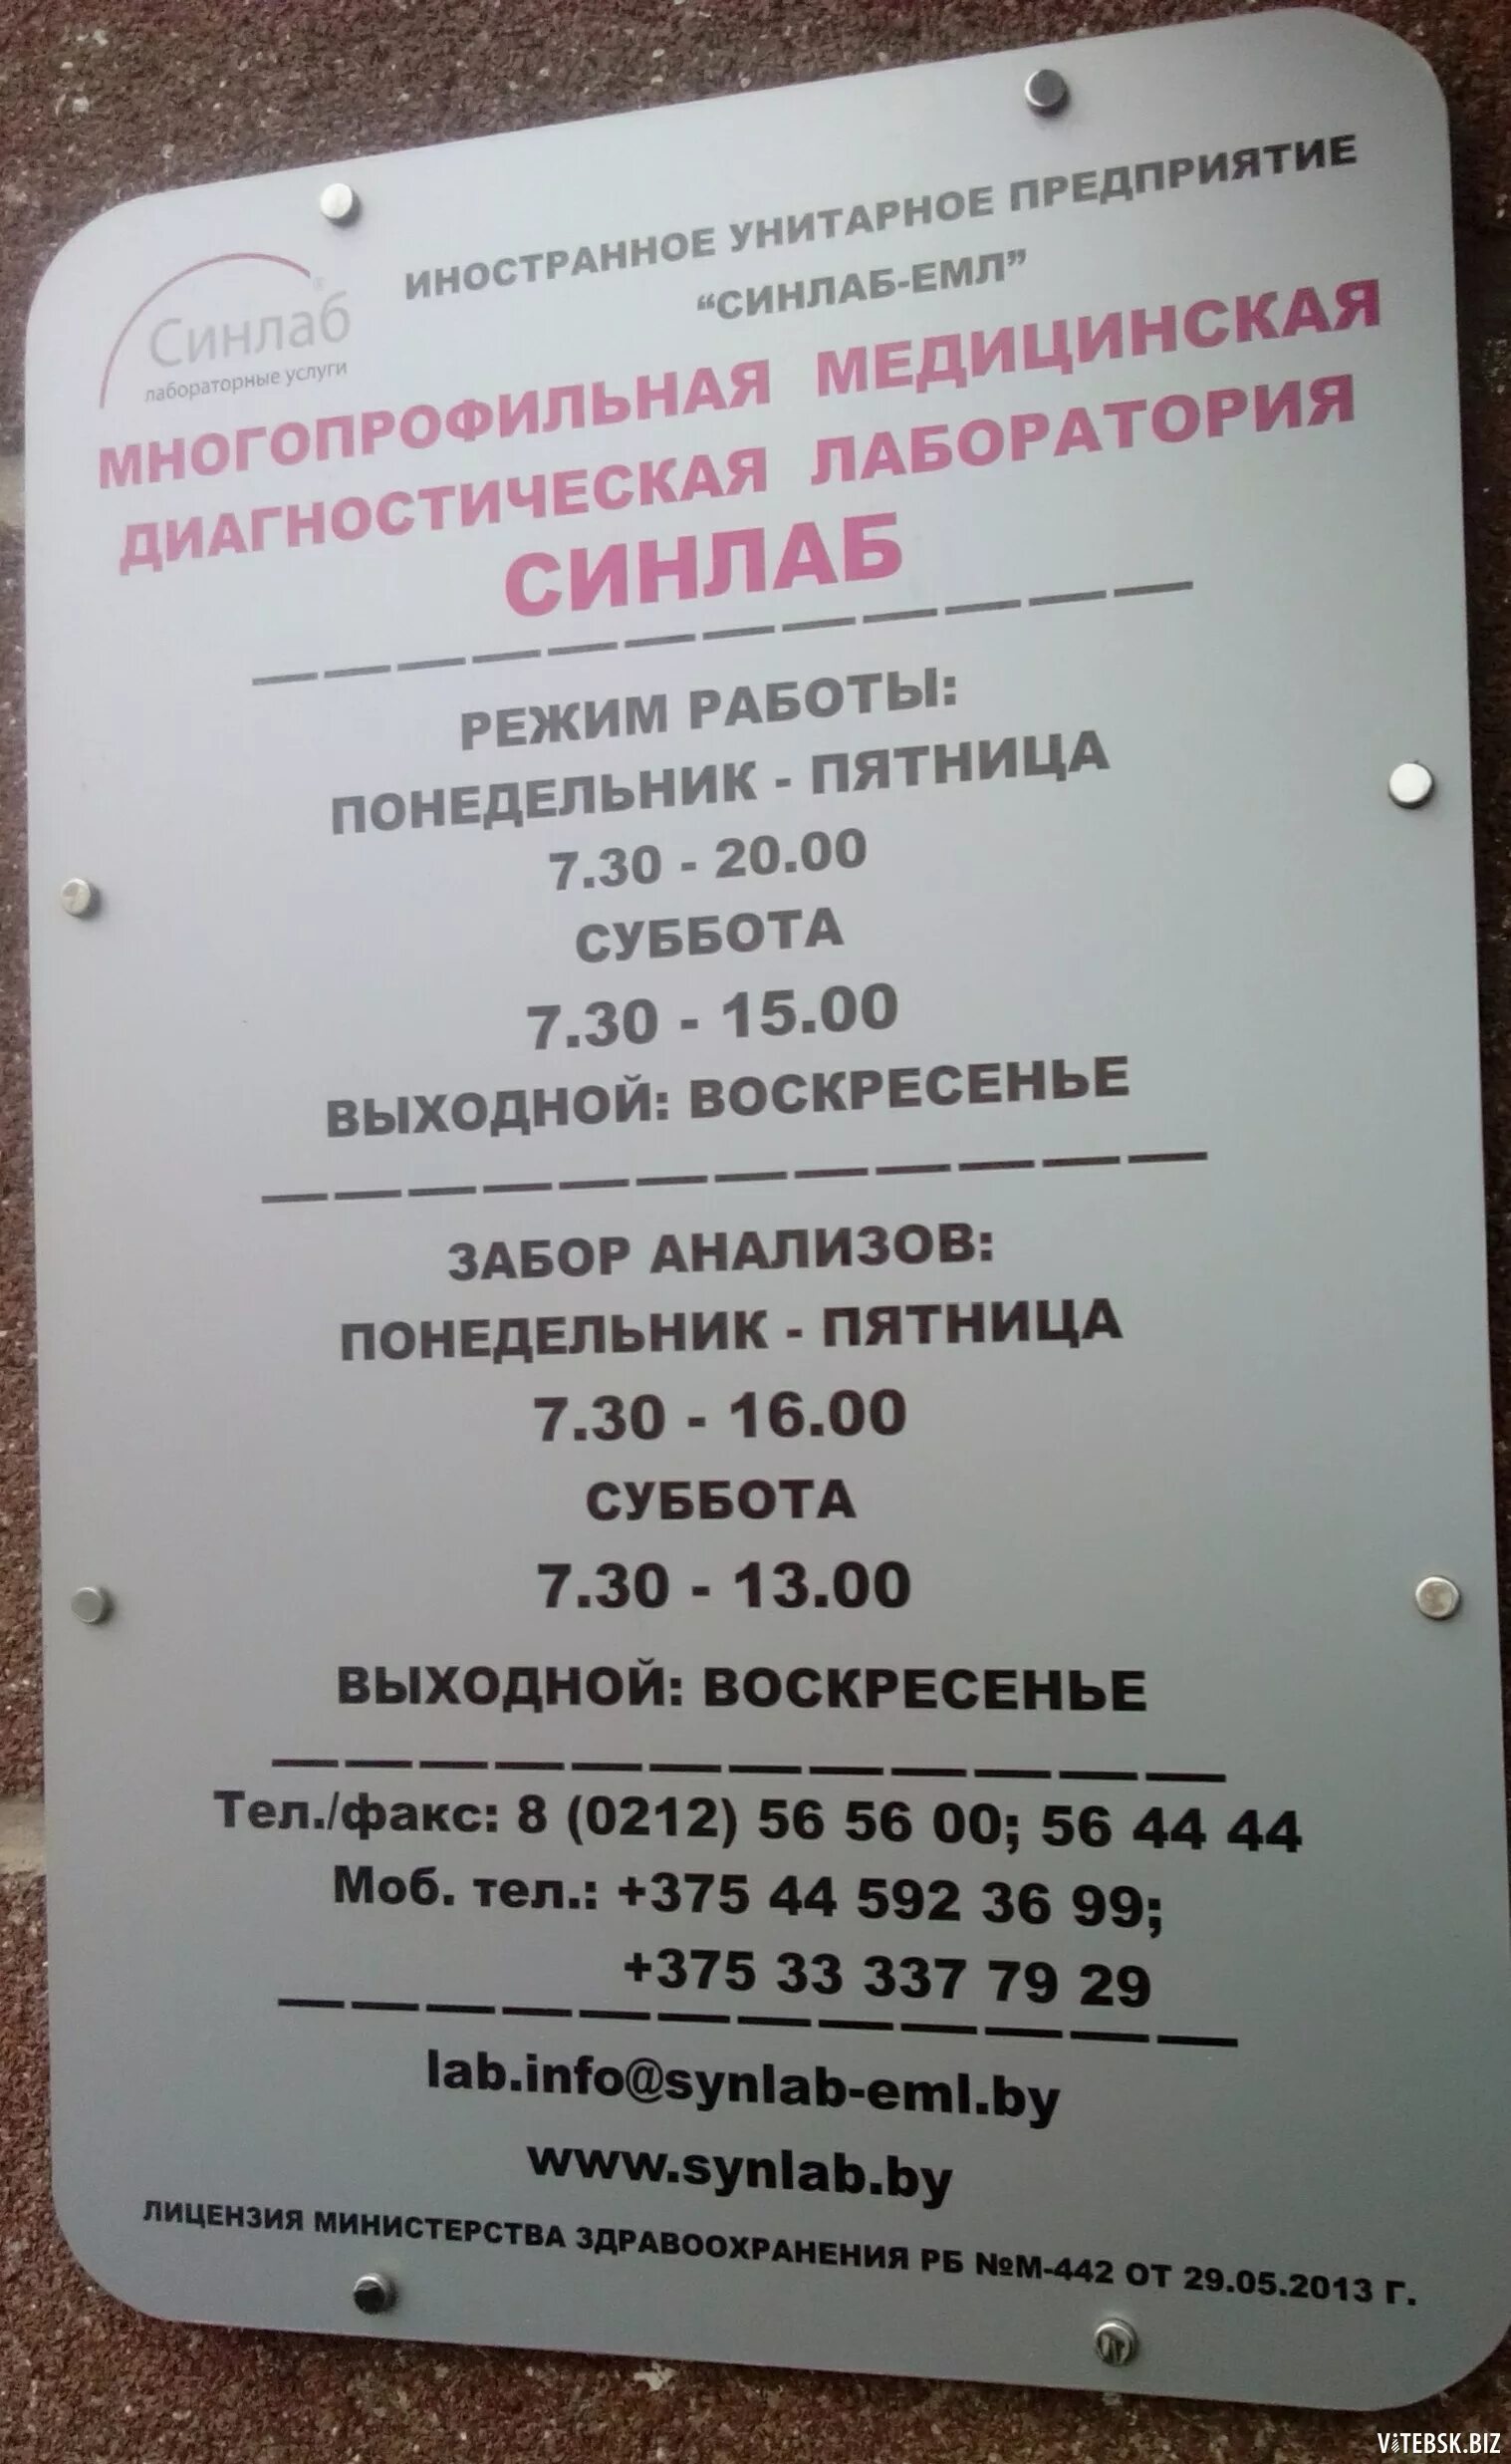 Синлаб®
лабораторные услуги
ИНОСТРАННОЕ УНИТАРНОЕ ПРЕДПРИЯТИЕ
“СИНЛАБ-ЕМЛ”
МНОГОПРОФИЛЬНАЯ МЕДИЦИНСКАЯ
ДИАГНОСТИЧЕСКАЯ ЛАБОРАТОРИЯ
СИНЛАБ
РЕЖИМ РАБОТЫ:
ПОНЕДЕЛЬНИК - ПЯТНИЦА
7.30 - 20.00
СУББОТА
7.30 - 15.00
ВЫХОДНОЙ: ВОСКРЕСЕНЬЕ
ЗАБОР АНАЛИЗОВ:
ПОНЕДЕЛЬНИК - ПЯТНИЦА
7.30 - 16.00
СУББОТА
7.30 - 13.00
ВЫХОДНОЙ: ВОСКРЕСЕНЬЕ
Тел./факс: 8 (0212) 56 56 00; 56 44 44
Моб. тел.: +375 44 592 36 99;
+375 33 337 79 29
lab.info@synlab-eml.by
www.synlab.by
ЛИЦЕНЗИЯ МИНИСТЕРСТВА ЗДРАВООХРАНЕНИЯ РБ №М-442 ОТ 29.05.2013 Г.
ViTEBSK.BIZ